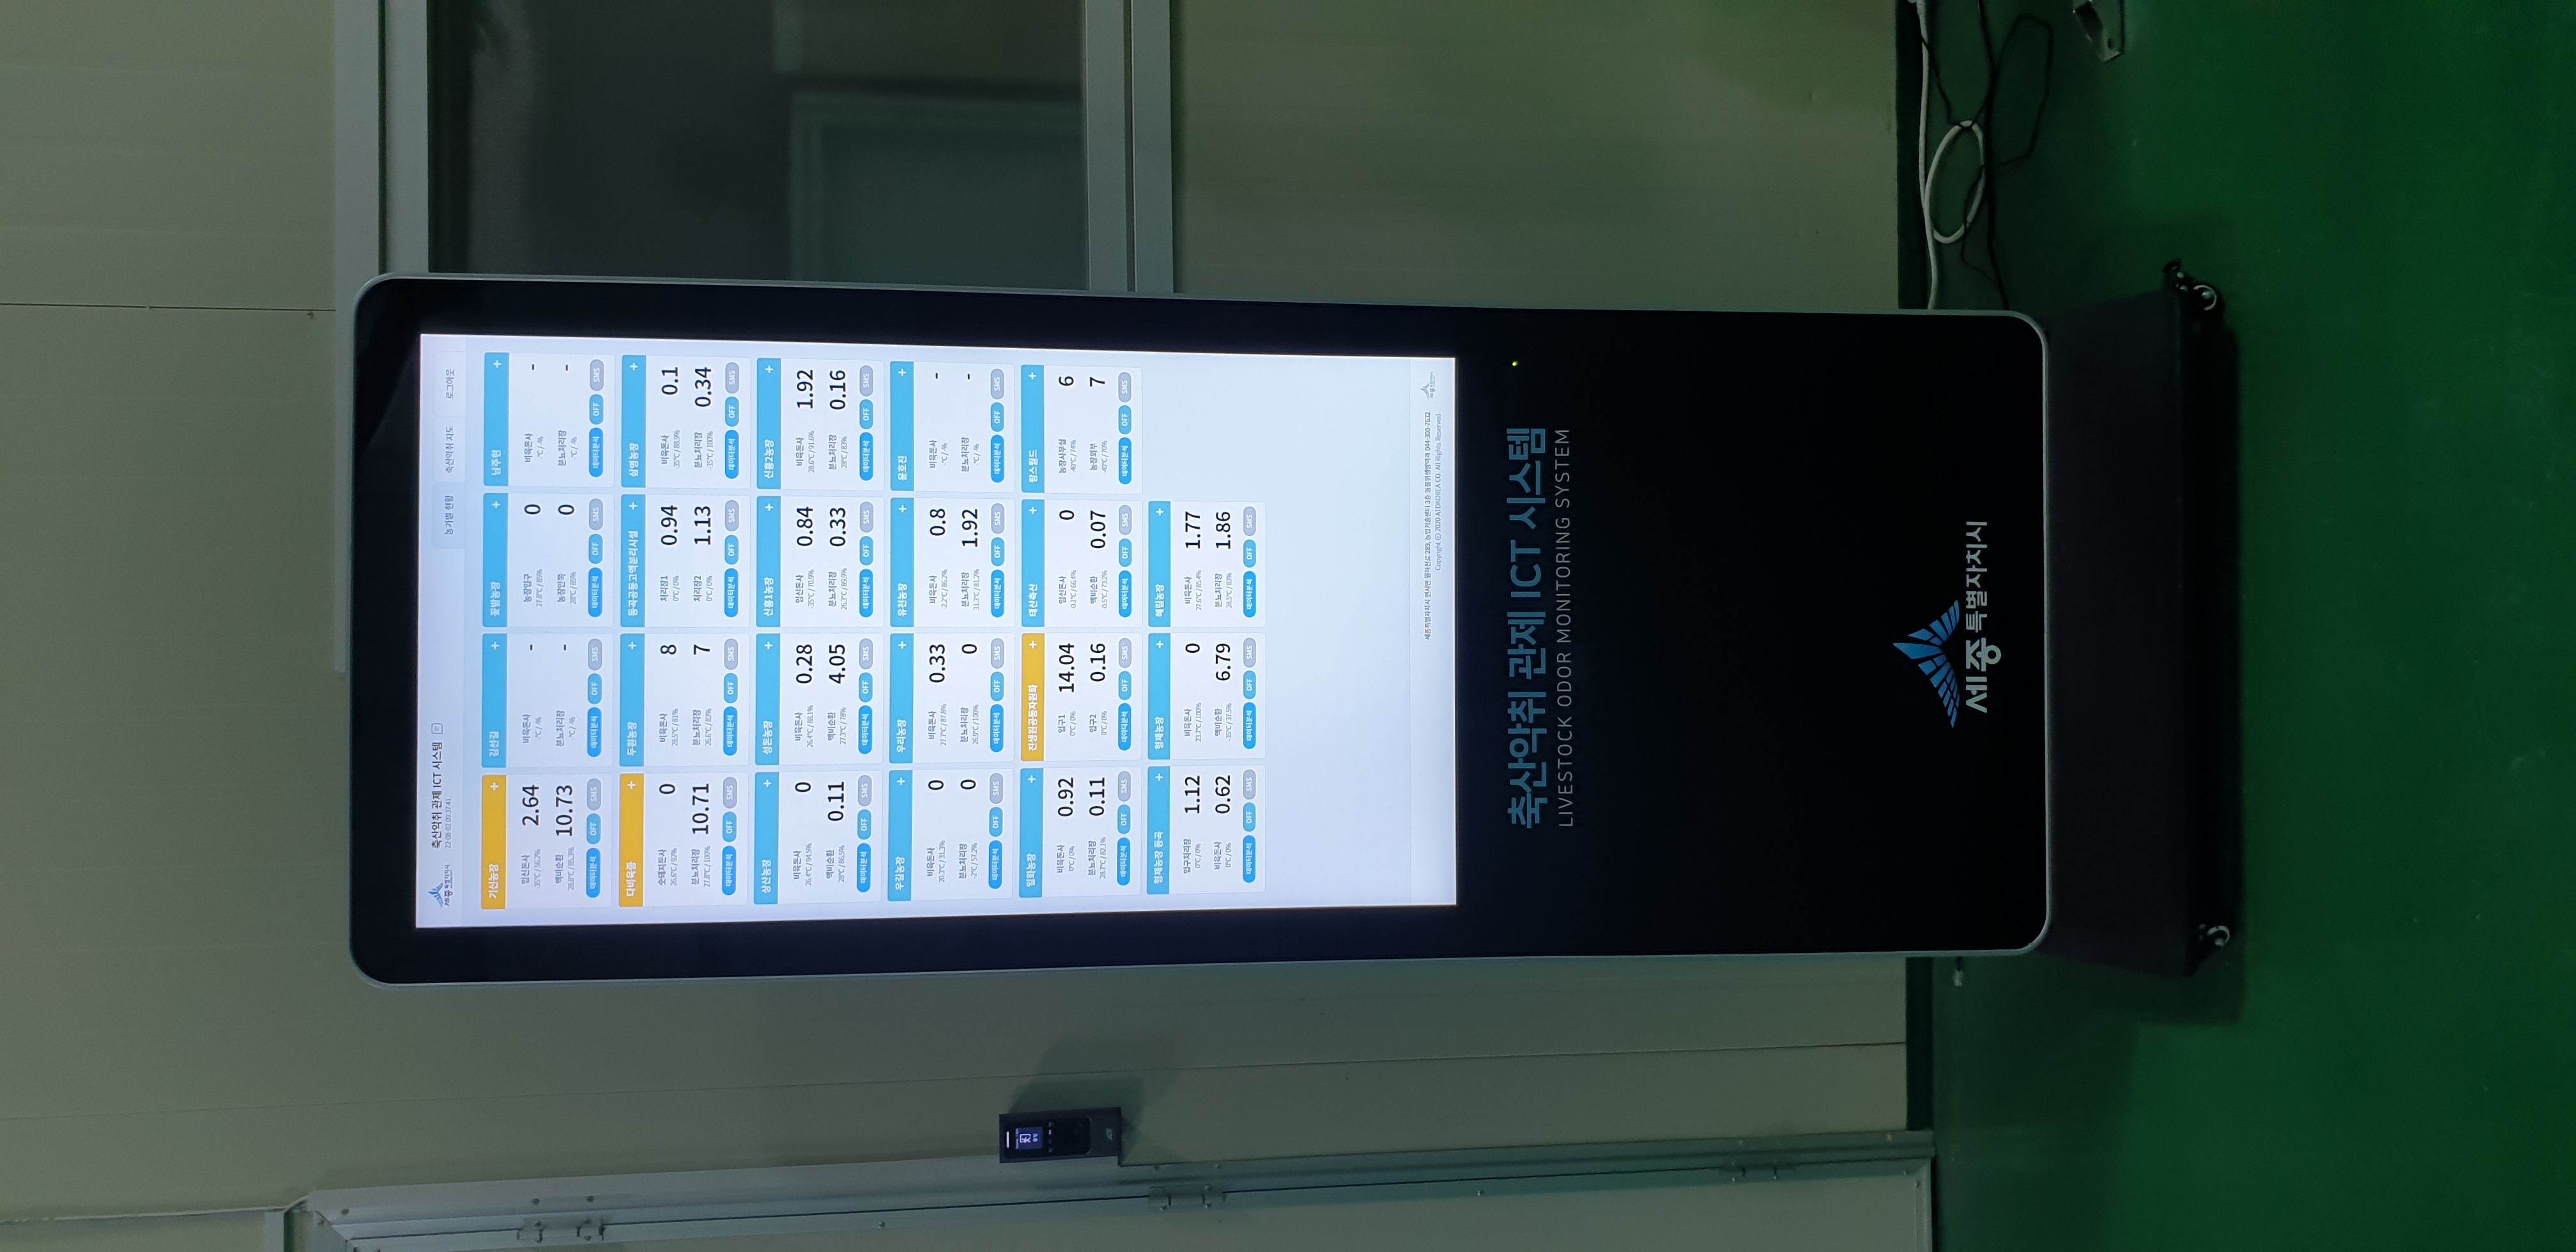 세종특별자치시
축산악취 관제 ICT 시스템
농가별 현황 축산악취 지도 로그아웃
기신농장 +
임신돈사 2.64
-35℃ / 56.2%
액비순환 10.73
28.8℃ / 85.3%
데이터분석 OFF SMS
김선길 +
비육돈사 -
-℃ / -%
분뇨처리장 -
-℃ / -%
데이터분석 OFF SMS
꽃밭농장 +
농장입구 0
27.8℃ / 85%
농장안쪽 0
28℃ / 85%
데이터분석 OFF SMS
남주현 +
비육돈사 -
-℃ / -%
분뇨처리장 -
-℃ / -%
데이터분석 OFF SMS
다비육종 +
숫돼지돈사 0
26.6℃ / 92%
분뇨처리장 10.71
27.8℃ / 100%
데이터분석 OFF SMS
두원농장 +
비육돈사 8
28.5℃ / 81%
분뇨처리장 7
26.6℃ / 82%
데이터분석 OFF SMS
등곡공동고액분리시설 +
처리장1 0.94
0℃ / 0%
처리장2 1.13
0℃ / 0%
데이터분석 OFF SMS
삼명농장 +
비육돈사 0.1
-35℃ / 88.9%
분뇨처리장 0.34
-35℃ / 100%
데이터분석 OFF SMS
상산농장 +
비육돈사 0
26.4℃ / 94.5%
액비순환 0.11
28℃ / 86.5%
데이터분석 OFF SMS
성돈농장 +
비육돈사 0.28
26.4℃ / 88.1%
액비순환 4.05
27.3℃ / 78%
데이터분석 OFF SMS
신흥1농장 +
임신돈사 0.84
-35℃ / 70.9%
분뇨처리장 0.33
26.3℃ / 89.9%
데이터분석 OFF SMS
신흥2농장 +
비육돈사 1.92
28.6℃ / 91.6%
분뇨처리장 0.16
28℃ / 83%
데이터분석 OFF SMS
우길농장 +
비육돈사 0
20.3℃ / 31.3%
분뇨처리장 0
-2℃ / 57.2%
데이터분석 OFF SMS
우리농장 +
비육돈사 0.33
27.7℃ / 87.8%
분뇨처리장 0
26.9℃ / 100%
데이터분석 OFF SMS
유천농장 +
비육돈사 0.8
-2.2℃ / 86.2%
분뇨처리장 1.92
31.3℃ / 81.2%
데이터분석 OFF SMS
윤호진 +
비육돈사 -
-℃ / -%
분뇨처리장 -
-℃ / -%
데이터분석 OFF SMS
일화농장 +
비육돈사 0.92
0℃ / 0%
분뇨처리장 0.11
28.7℃ / 82.1%
데이터분석 OFF SMS
전생원공동자원화 +
입구1 14.04
0℃ / 0%
입구2 0.16
0℃ / 0%
데이터분석 OFF SMS
태산축산 +
임신돈사 0
-0.1℃ / 66.4%
액비순환 0.07
-0.5℃ / 73.2%
데이터분석 OFF SMS
팜스월드 +
농장사무실 6
-40℃ / 74%
농장외부 7
-40℃ / 70%
데이터분석 OFF SMS
형제농장 등곡 +
입구처리장 1.12
0℃ / 0%
비육돈사 0.62
0℃ / 0%
데이터분석 OFF SMS
형제농장 +
비육돈사 0
23.7℃ / 100%
액비순환 6.79
-35℃ / 37.5%
데이터분석 OFF SMS
혜림농장 +
비육돈사 1.77
27.6℃ / 85.4%
분뇨처리장 1.86
28.5℃ / 83%
데이터분석 OFF SMS
세종특별자치시 연서면 월하천로 289, 농업기술센터 3층 동물위생방역과 044-300-7632
Copyright ⓒ 2020 ATDKOREA CO. All Rights Reserved.
축산악취 관제 ICT 시스템
LIVESTOCK ODOR MONITORING SYSTEM
세종특별자치시